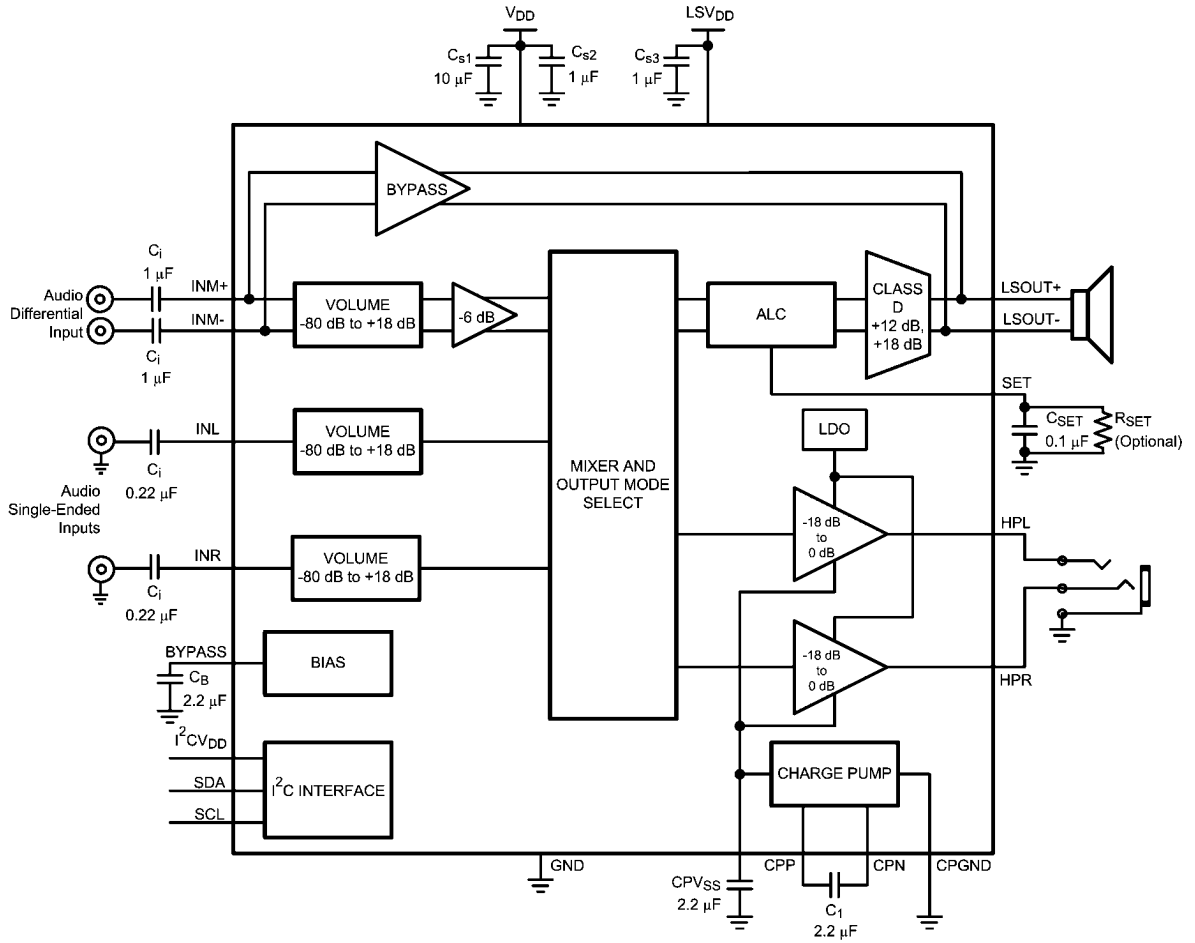 VDD
LSVDD
Cs1
10 µF
Cs2
1 µF
Cs3
1 µF
BYPASS
Ci
1 µF
Audio
Differential
Input
INM+
INM-
Ci
1 µF
VOLUME
-80 dB to +18 dB
-6 dB
ALC
CLASS
D
+12 dB,
+18 dB
LSOUT+
LSOUT-
SET
CSET
0.1 µF
RSET
(Optional)
INL
Ci
0.22 µF
VOLUME
-80 dB to +18 dB
LDO
MIXER AND
OUTPUT MODE
SELECT
Audio
Single-Ended
Inputs
-18 dB
to
0 dB
HPL
INR
Ci
0.22 µF
VOLUME
-80 dB to +18 dB
BYPASS
CB
2.2 µF
BIAS
-18 dB
to
0 dB
HPR
I2CVDD
SDA
SCL
I2C INTERFACE
CHARGE PUMP
GND
CPP
CPN
CPGND
CPVSS
2.2 µF
C1
2.2 µF